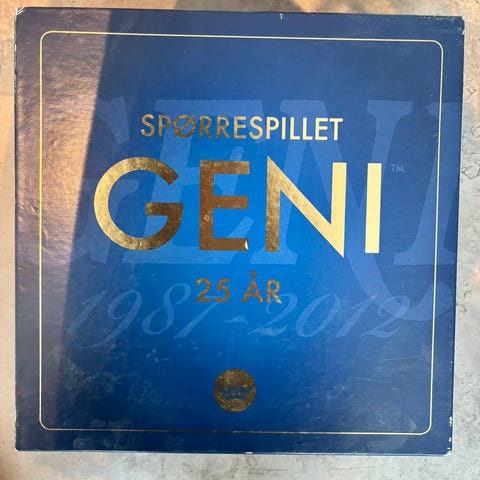 SPØRRESPILLET
GENI™
25 ÅR
1987-2012